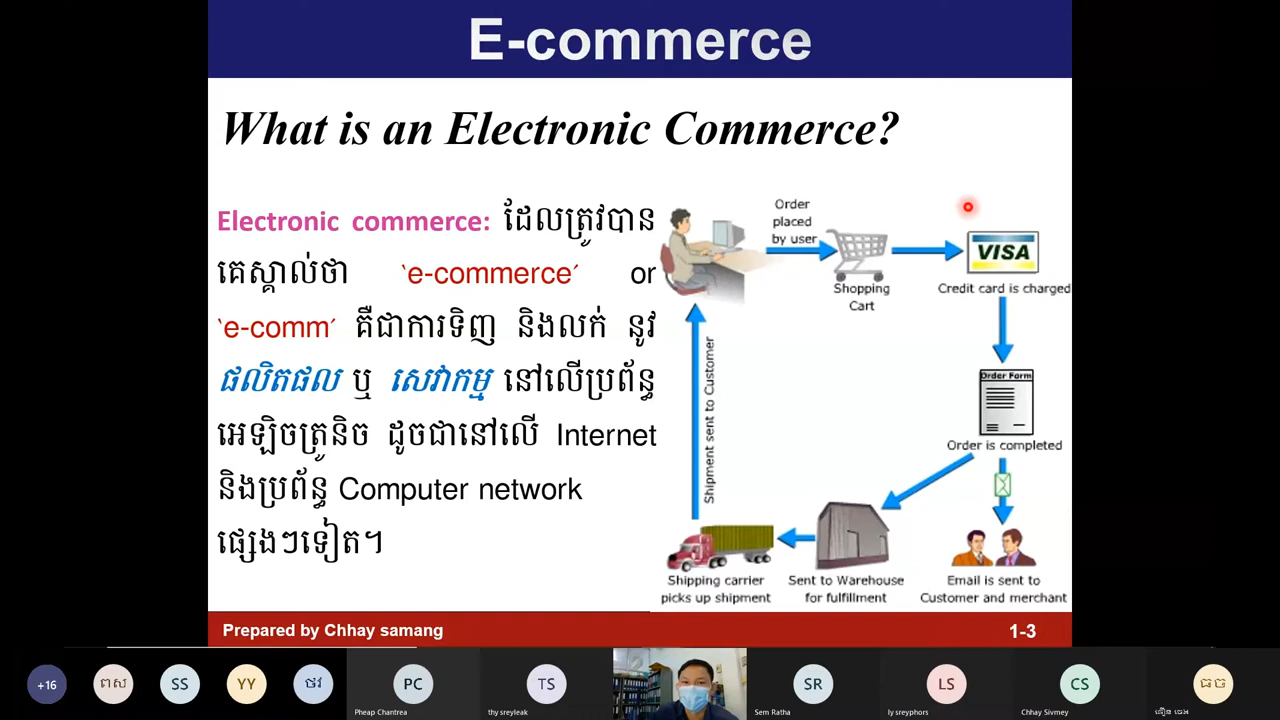 E-commerce
What is an Electronic Commerce?
Electronic commerce: ដែលត្រូវបាន
គេស្គាល់ថា ‵e-commerce′ or
‵e-comm′ គឺជាការទិញ និងលក់ នូវ
ផលិតផល ឬ សេវាកម្ម នៅលើប្រព័ន្ធ
អេឡិចត្រូនិច ដូចជានៅលើ Internet
និងប្រព័ន្ធ Computer network
ផ្សេងៗទៀត។
Order
placed
by user
Shopping
Cart
VISA
Credit card is charged
Order Form
Order is completed
Email is sent to
Customer and merchant
Sent to Warehouse
for fulfillment
Shipping carrier
picks up shipment
Shipment sent to Customer
Prepared by Chhay samang
1-3
+16
ពស
SS
YY
ថវ
PC
Pheap Chantrea
TS
thy sreyleak
SR
Sem Ratha
LS
ly sreyphors
CS
Chhay Sivmey
ធច